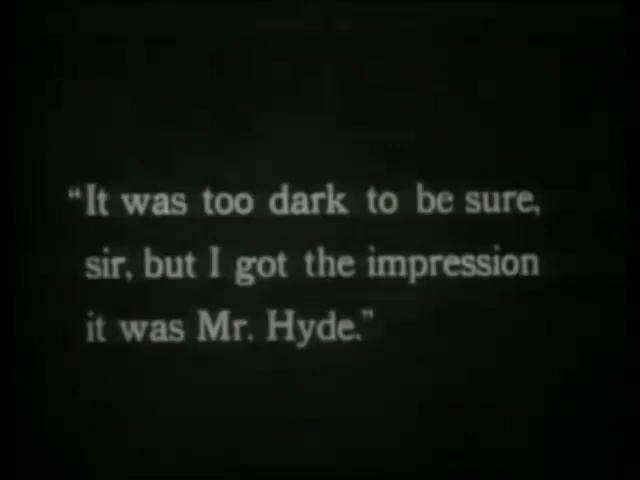 “It was too dark to be sure,
sir, but I got the impression
it was Mr. Hyde.”